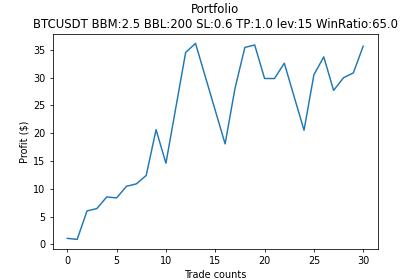 Portfolio
BTCUSDT BBM:2.5 BBL:200 SL:0.6 TP:1.0 lev:15 WinRatio:65.0
35
30
25
20
15
10
5
0
Profit ($)
0 5 10 15 20 25 30
Trade counts